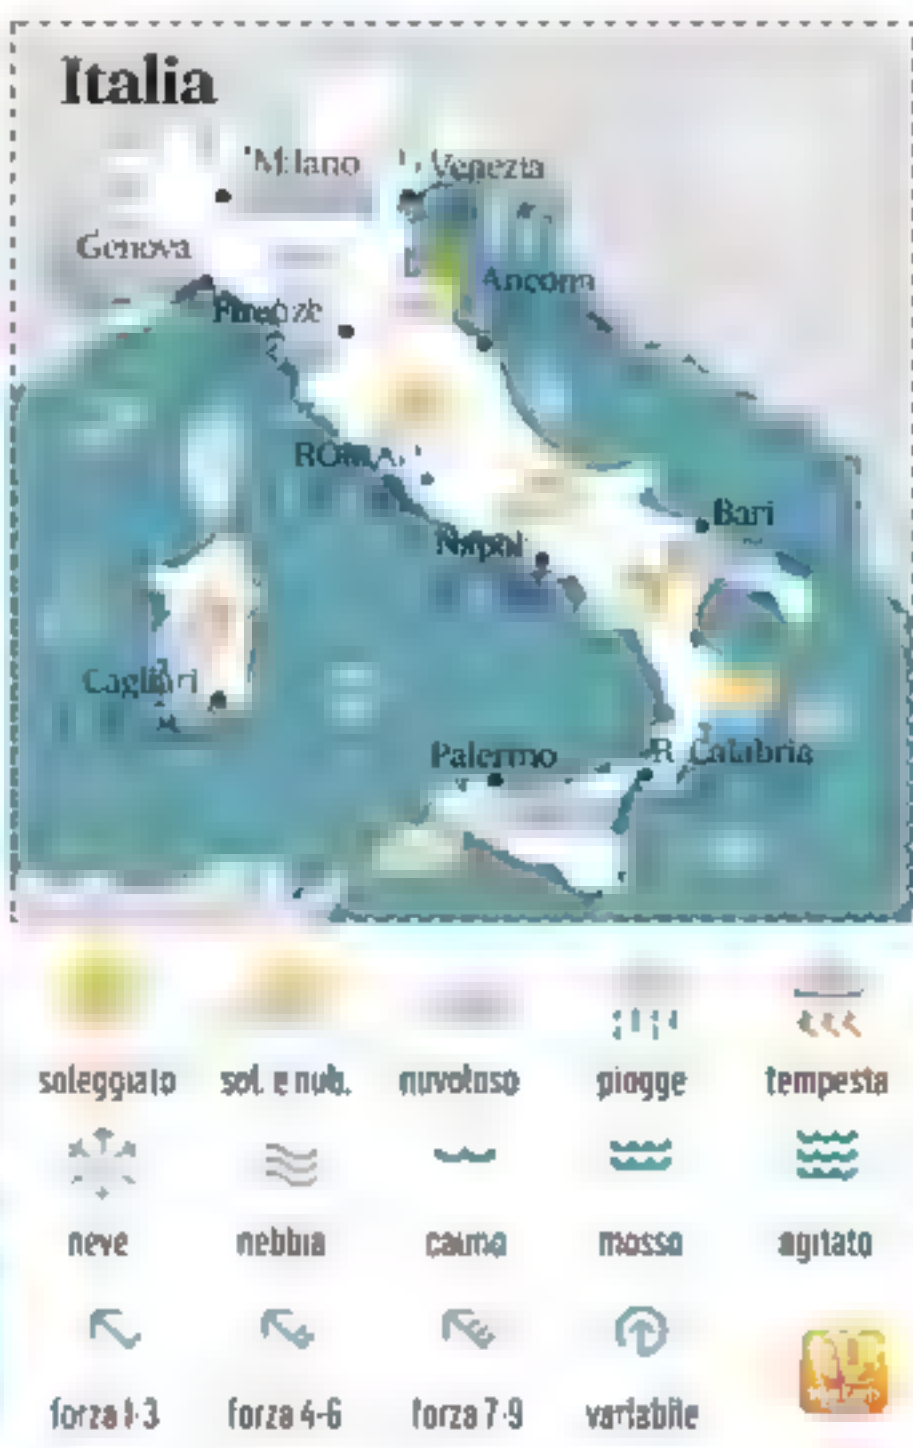 Italia
Milano
Venezia
Genova
Ancona
Firenze
ROMA
Bari
Napoli
Cagliari
Palermo
R. Calabria
soleggiato sol. e nub. nuvoloso piogge tempesta
neve nebbia calmo mosso agitato
forza 1-3 forza 4-6 forza 7-9 variabile